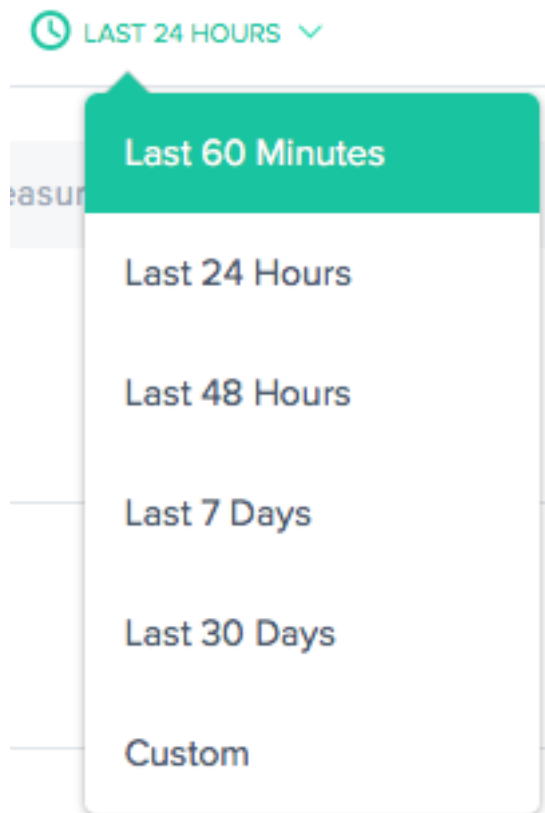 LAST 24 HOURS
Last 60 Minutes
easur
Last 24 Hours
Last 48 Hours
Last 7 Days
Last 30 Days
Custom